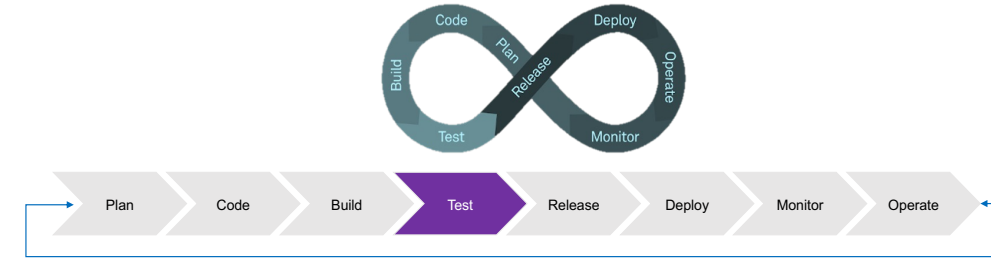 Code
Deploy
Plan
Build
Release
Operate
Test
Monitor
Plan
Code
Build
Test
Release
Deploy
Monitor
Operate